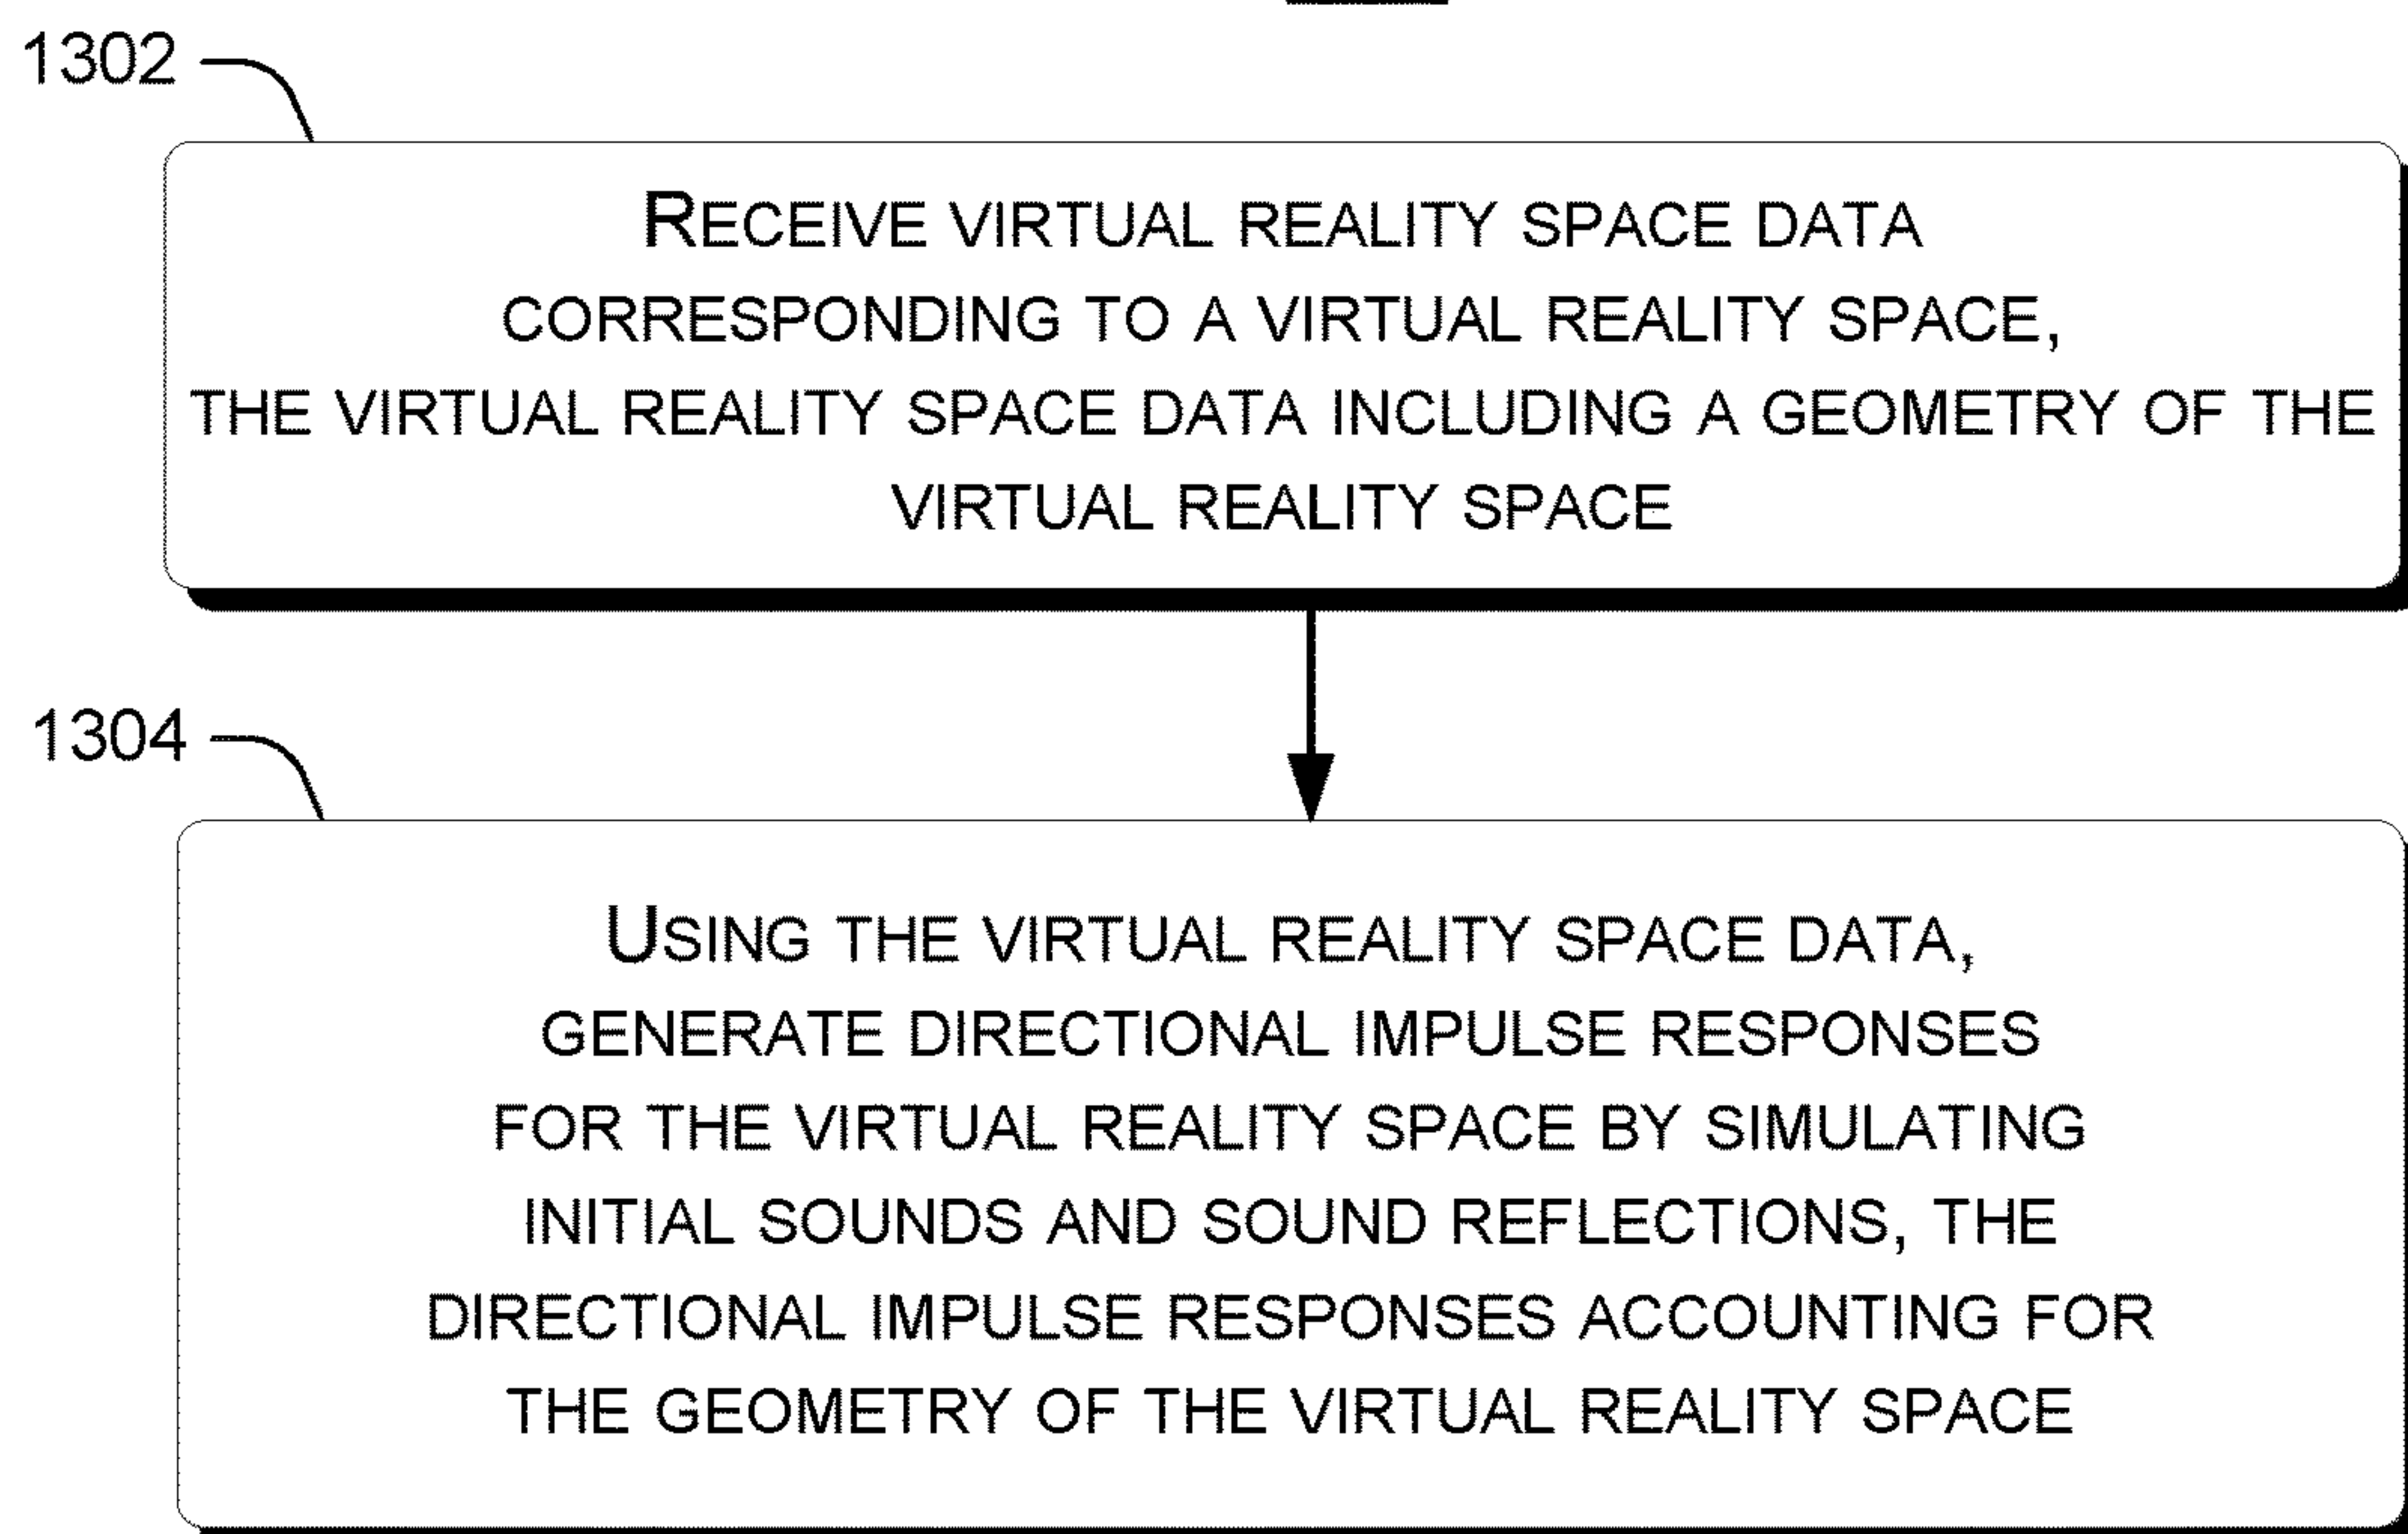 1302
RECEIVE VIRTUAL REALITY SPACE DATA
CORRESPONDING TO A VIRTUAL REALITY SPACE,
THE VIRTUAL REALITY SPACE DATA INCLUDING A GEOMETRY OF THE
VIRTUAL REALITY SPACE
1304
USING THE VIRTUAL REALITY SPACE DATA,
GENERATE DIRECTIONAL IMPULSE RESPONSES
FOR THE VIRTUAL REALITY SPACE BY SIMULATING
INITIAL SOUNDS AND SOUND REFLECTIONS, THE
DIRECTIONAL IMPULSE RESPONSES ACCOUNTING FOR
THE GEOMETRY OF THE VIRTUAL REALITY SPACE